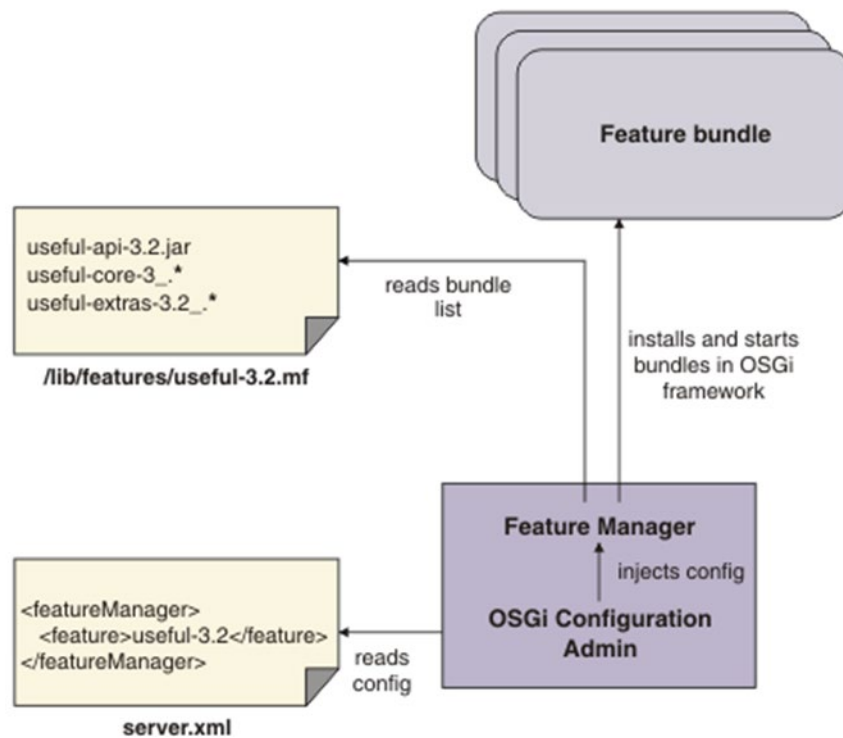 Feature bundle
useful-api-3.2.jar
useful-core-3_.*
useful-extras-3.2_.*
/lib/features/useful-3.2.mf
reads bundle
list
installs and starts
bundles in OSGi
framework
Feature Manager
injects config
OSGi Configuration
Admin
<featureManager>
<feature>useful-3.2</feature>
</featureManager>
reads
config
server.xml